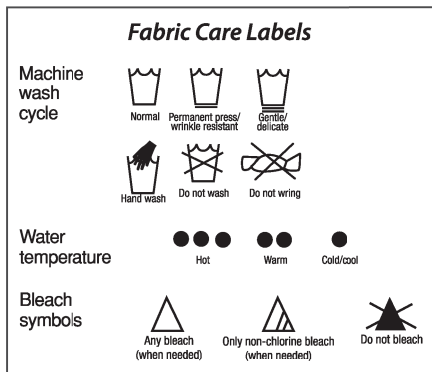 Fabric Care Labels
Machine
wash
cycle
Normal
Permanent press/
wrinkle resistant
Gentle/
delicate
Hand wash
Do not wash
Do not wring
Water
temperature
Hot
Warm
Cold/cool
Bleach
symbols
Any bleach
(when needed)
Only non-chlorine bleach
(when needed)
Do not bleach